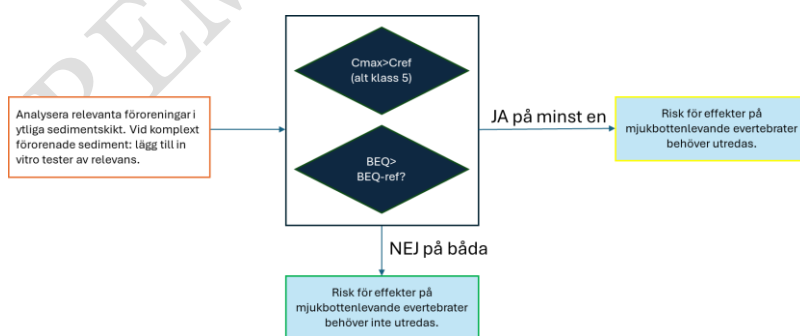 REM
Cmax>Cref
(alt klass 5)
Analysera relevanta föroreningar i
ytliga sedimentskikt. Vid komplext
förorenade sediment: lägg till in
vitro tester av relevans.
JA på minst en
Risk för effekter på
mjukbottenlevande evertebrater
behöver utredas.
BEQ>
BEQ-ref?
NEJ på båda
Risk för effekter på
mjukbottenlevande evertebrater
behöver inte utredas.